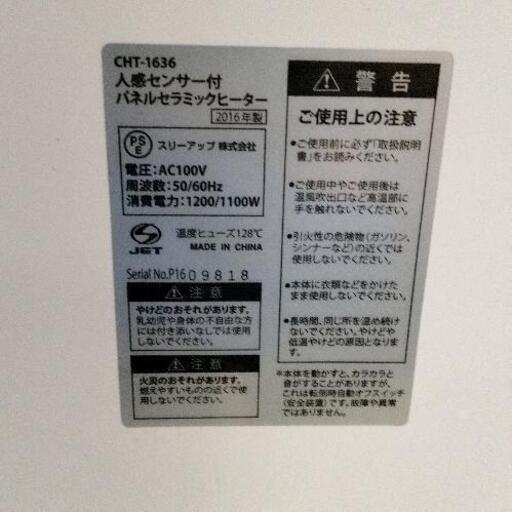 CHT-1636
人感センサー付
パネルセラミックヒーター
2016年製
PS
E
スリーアップ 株式会社
電圧:AC100V
周波数:50/60Hz
消費電力:1200/1100W
JET
温度ヒューズ128℃
MADE IN CHINA
Serial No.P1609818
注意
やけどのおそれがあります。
乳幼児や身体の不自由な方
には付き添いなしでは使用
しないでください。
注意
火災のおそれがあります。
燃えやすいものの近くで使
用しないでください。
警告
ご使用上の注意
●ご使用前に必ず「取扱説明
書」をお読みください。
●ご使用中やご使用後は
温風吹出口など高温部に
手を触れないでください。
●引火性の危険物(ガソリン、
シンナーなど)の近くでは
使用しないでください。
●本体に衣類などをかけた
まま使用しないでください。
●長時間、同じ所を温め続け
ないでください。やけどや
低温やけどの原因となりま
す。
※本体を動かすと、カラカラと
音がすることがありますが、
これは転倒時自動オフスイッチ
(安全装置)です。故障や異常
ではありません。